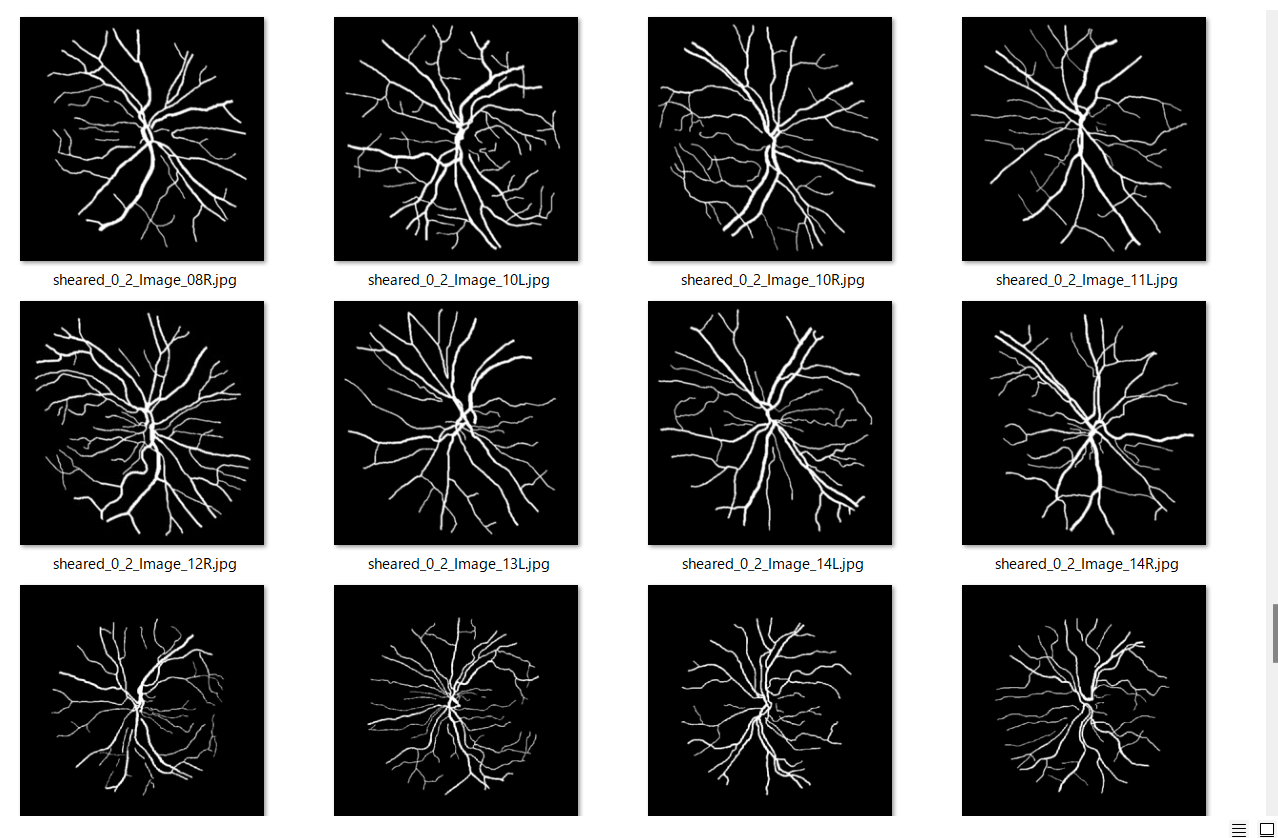 sheared_0_2_Image_08R.jpg
sheared_0_2_Image_10L.jpg
sheared_0_2_Image_10R.jpg
sheared_0_2_Image_11L.jpg
sheared_0_2_Image_12R.jpg
sheared_0_2_Image_13L.jpg
sheared_0_2_Image_14L.jpg
sheared_0_2_Image_14R.jpg